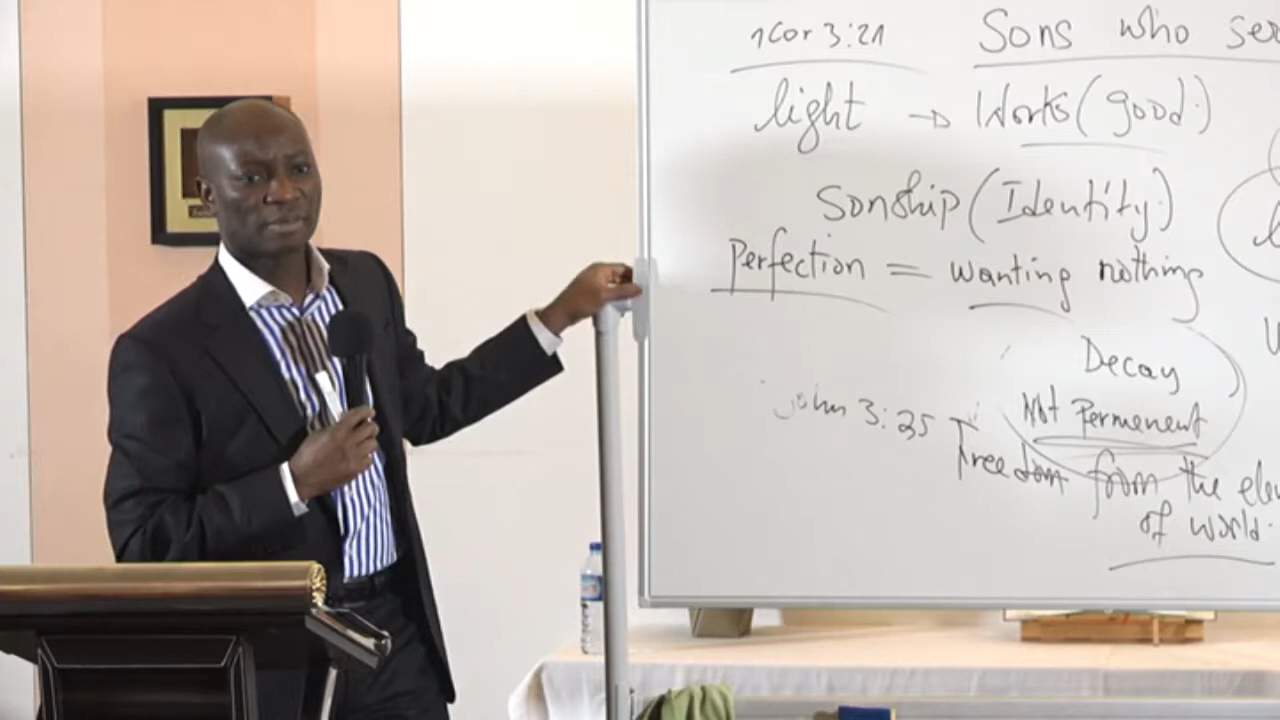 1Cor 3:21 Sons who ser
light → Works (good.)
Sonship (Identity.)
Perfection = wanting nothing
Decay
Not Permenent
john 3:35
Freedom from the ele
of world.